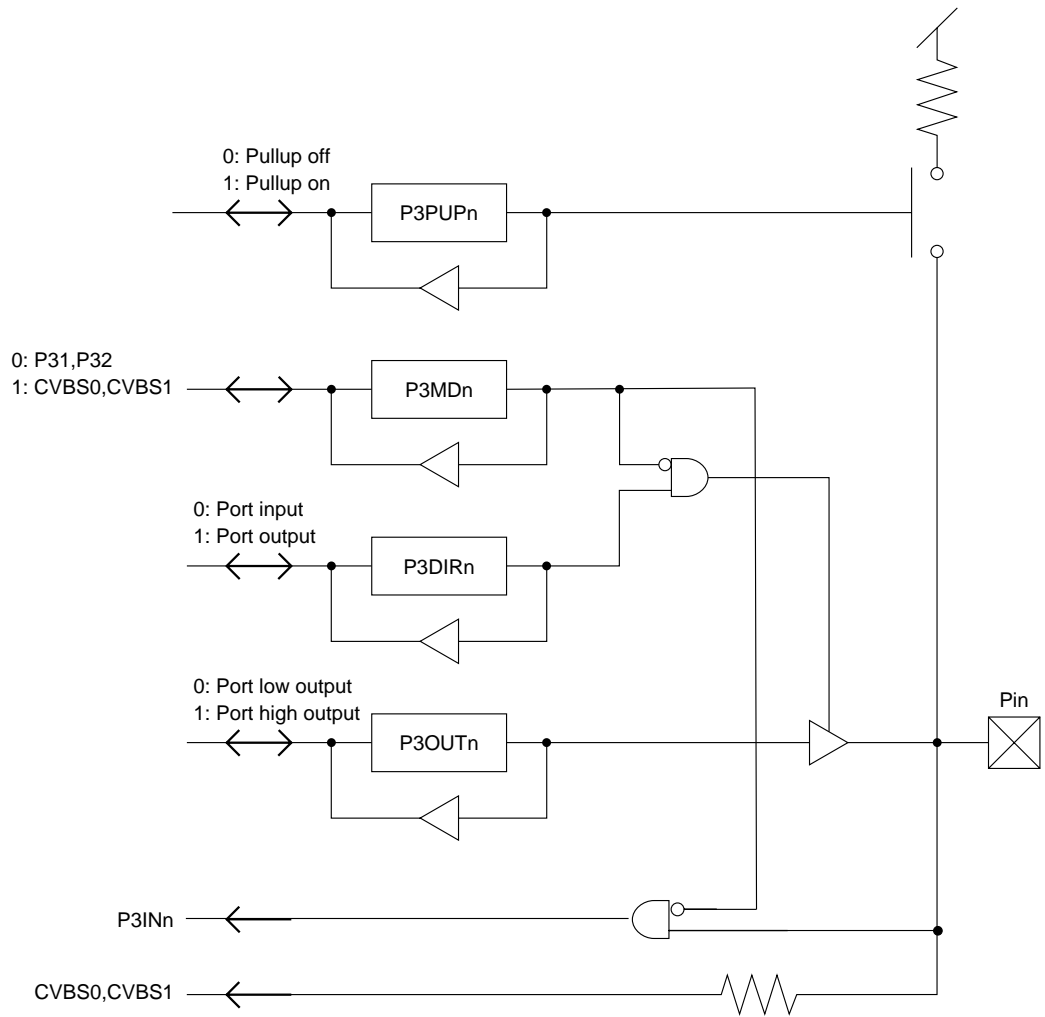 0: Pullup off
1: Pullup on
P3PUPn
0: P31,P32
1: CVBS0,CVBS1
P3MDn
0: Port input
1: Port output
P3DIRn
0: Port low output
1: Port high output
P3OUTn
Pin
P3INn
CVBS0,CVBS1